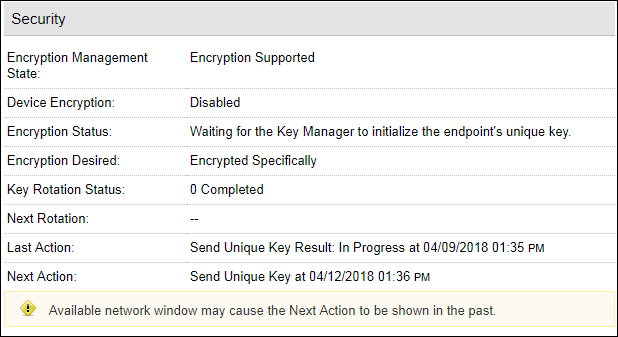 Security
Encryption Management State: Encryption Supported
Device Encryption: Disabled
Encryption Status: Waiting for the Key Manager to initialize the endpoint's unique key.
Encryption Desired: Encrypted Specifically
Key Rotation Status: 0 Completed
Next Rotation: --
Last Action: Send Unique Key Result: In Progress at 04/09/2018 01:35 PM
Next Action: Send Unique Key at 04/12/2018 01:36 PM
Available network window may cause the Next Action to be shown in the past.